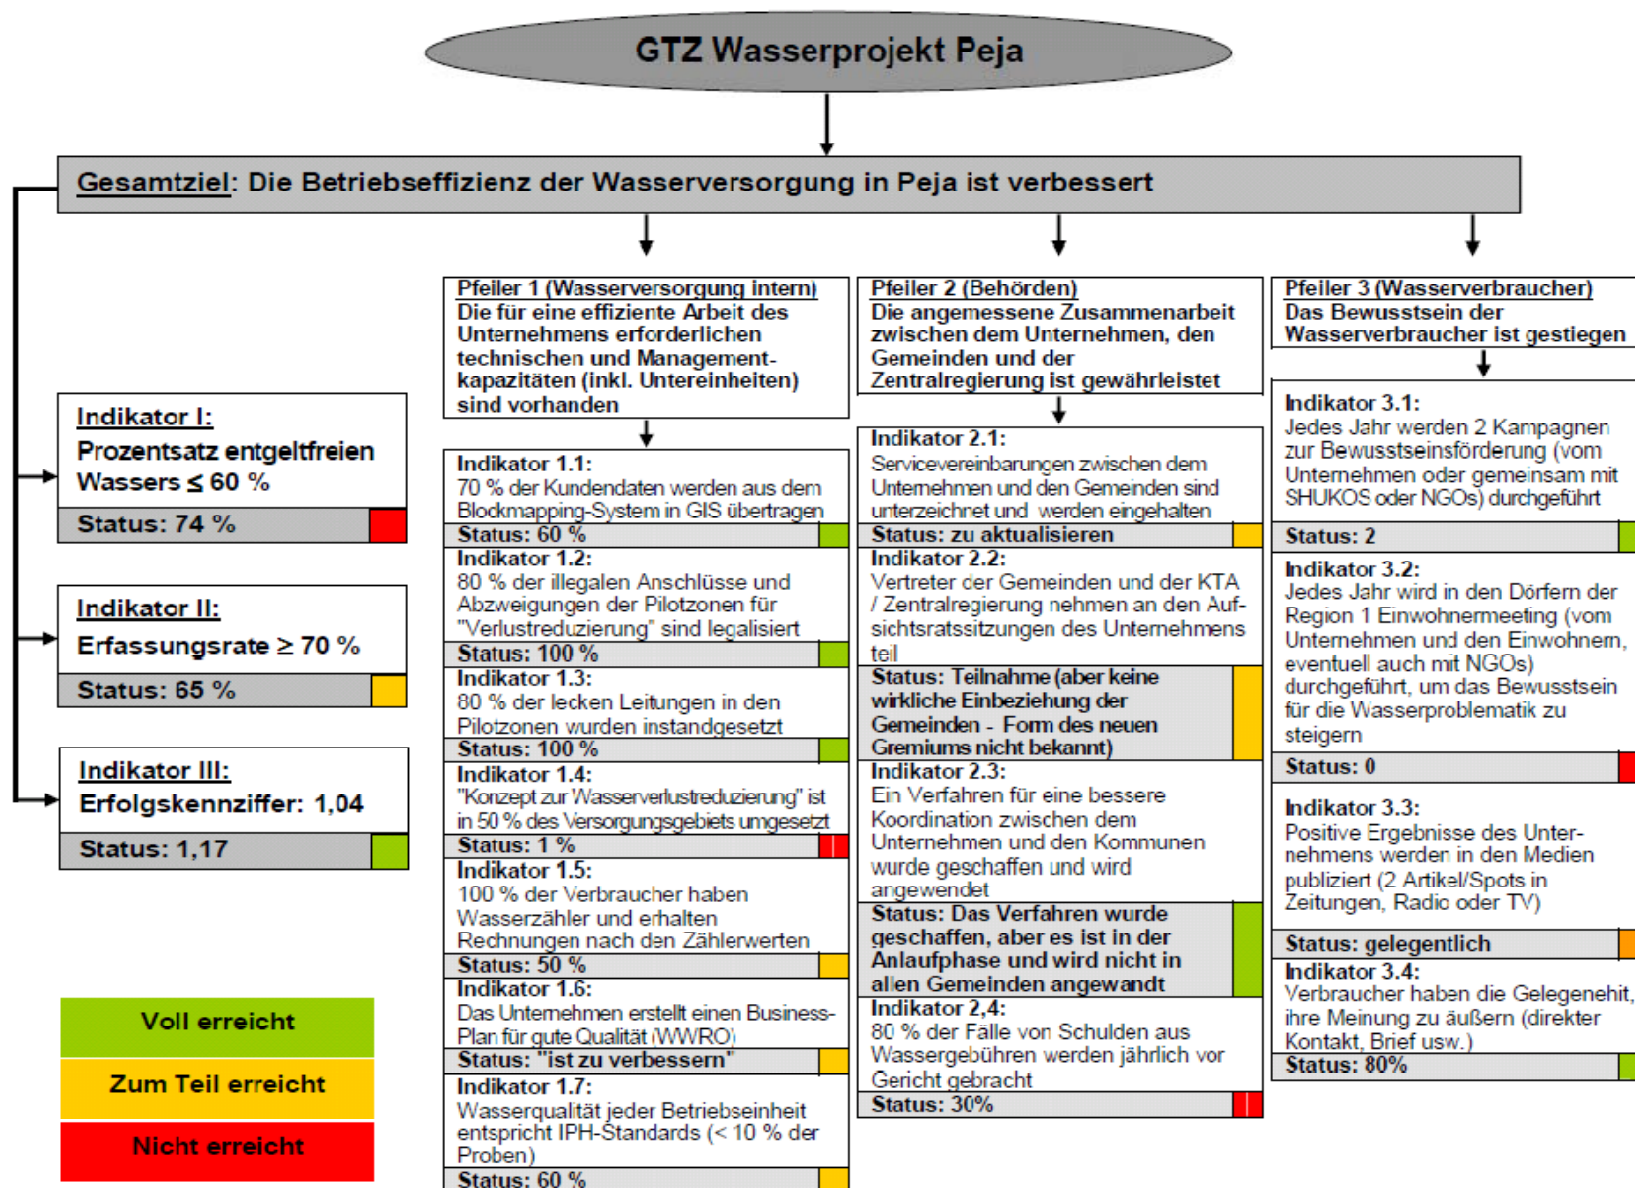 GTZ Wasserprojekt Peja
Gesamtziel: Die Betriebseffizienz der Wasserversorgung in Peja ist verbessert
Indikator I:
Prozentsatz entgeltfreien
Wassers ≤ 60 %
Status: 74 %
Indikator II:
Erfassungsrate ≥ 70 %
Status: 65 %
Indikator III:
Erfolgskennziffer: 1,04
Status: 1,17
Voll erreicht
Zum Teil erreicht
Nicht erreicht
Pfeiler 1 (Wasserversorgung intern)
Die für eine effiziente Arbeit des
Unternehmens erforderlichen
technischen und Management-
kapazitäten (inkl. Untereinheiten)
sind vorhanden
Indikator 1.1:
70 % der Kundendaten werden aus dem
Blockmapping-System in GIS übertragen
Status: 60 %
Indikator 1.2:
80 % der illegalen Anschlüsse und
Abzweigungen der Pilotzonen für
"Verlustreduzierung" sind legalisiert
Status: 100 %
Indikator 1.3:
80 % der lecken Leitungen in den
Pilotzonen wurden instandgesetzt
Status: 100 %
Indikator 1.4:
"Konzept zur Wasserverlustreduzierung" ist
in 50 % des Versorgungsgebiets umgesetzt
Status: 1 %
Indikator 1.5:
100 % der Verbraucher haben
Wasserzähler und erhalten
Rechnungen nach den Zählerwerten
Status: 50 %
Indikator 1.6:
Das Unternehmen erstellt einen Business-
Plan für gute Qualität (WWRO)
Status: "ist zu verbessern"
Indikator 1.7:
Wasserqualität jeder Betriebseinheit
entspricht IPH-Standards (< 10 % der
Proben)
Status: 60 %
Pfeiler 2 (Behörden)
Die angemessene Zusammenarbeit
zwischen dem Unternehmen, den
Gemeinden und der
Zentralregierung ist gewährleistet
Indikator 2.1:
Servicevereinbarungen zwischen dem
Unternehmen und den Gemeinden sind
unterzeichnet und werden eingehalten
Status: zu aktualisieren
Indikator 2.2:
Vertreter der Gemeinden und der KTA
/ Zentralregierung nehmen an den Auf-
sichtsratssitzungen des Unternehmens
teil
Status: Teilnahme (aber keine
wirkliche Einbeziehung der
Gemeinden - Form des neuen
Gremiums nicht bekannt)
Indikator 2.3:
Ein Verfahren für eine bessere
Koordination zwischen dem
Unternehmen und den Kommunen
wurde geschaffen und wird
angewendet
Status: Das Verfahren wurde
geschaffen, aber es ist in der
Anlaufphase und wird nicht in
allen Gemeinden angewandt
Indikator 2,4:
80 % der Fälle von Schulden aus
Wassergebühren werden jährlich vor
Gericht gebracht
Status: 30%
Pfeiler 3 (Wasserverbraucher)
Das Bewusstsein der
Wasserverbraucher ist gestiegen
Indikator 3.1:
Jedes Jahr werden 2 Kampagnen
zur Bewusstseinsförderung (vom
Unternehmen oder gemeinsam mit
SHUKOS oder NGOs) durchgeführt
Status: 2
Indikator 3.2:
Jedes Jahr wird in den Dörfern der
Region 1 Einwohnermeeting (vom
Unternehmen und den Einwohnern,
eventuell auch mit NGOs)
durchgeführt, um das Bewusstsein
für die Wasserproblematik zu
steigern
Status: 0
Indikator 3.3:
Positive Ergebnisse des Unter-
nehmens werden in den Medien
publiziert (2 Artikel/Spots in
Zeitungen, Radio oder TV)
Status: gelegentlich
Indikator 3.4:
Verbraucher haben die Gelegenehit,
ihre Meinung zu äußern (direkter
Kontakt, Brief usw.)
Status: 80%